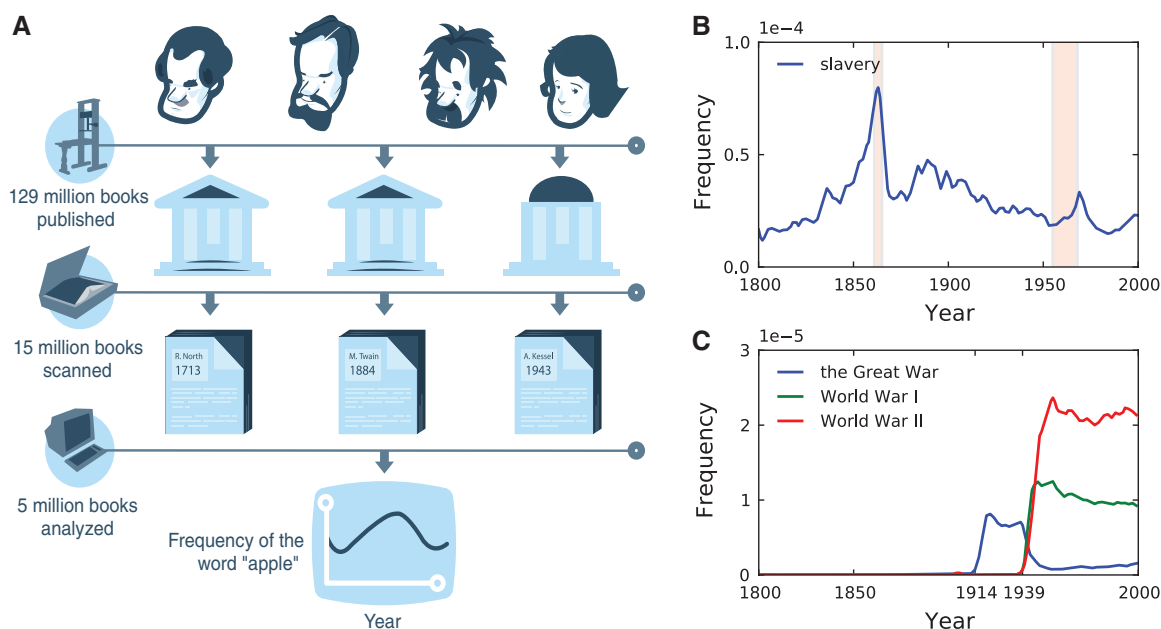 A
129 million books
published
15 million books
scanned
R. North
1713
M. Twain
1884
A. Kessel
1943
5 million books
analyzed
Frequency of the
word "apple"
Year
B
1e-4
1.0
0.5
0.0
Frequency
slavery
1800 1850 1900 1950 2000
Year
C
1e-5
3
2
1
0
Frequency
the Great War
World War I
World War II
1800 1850 1914 1939 2000
Year